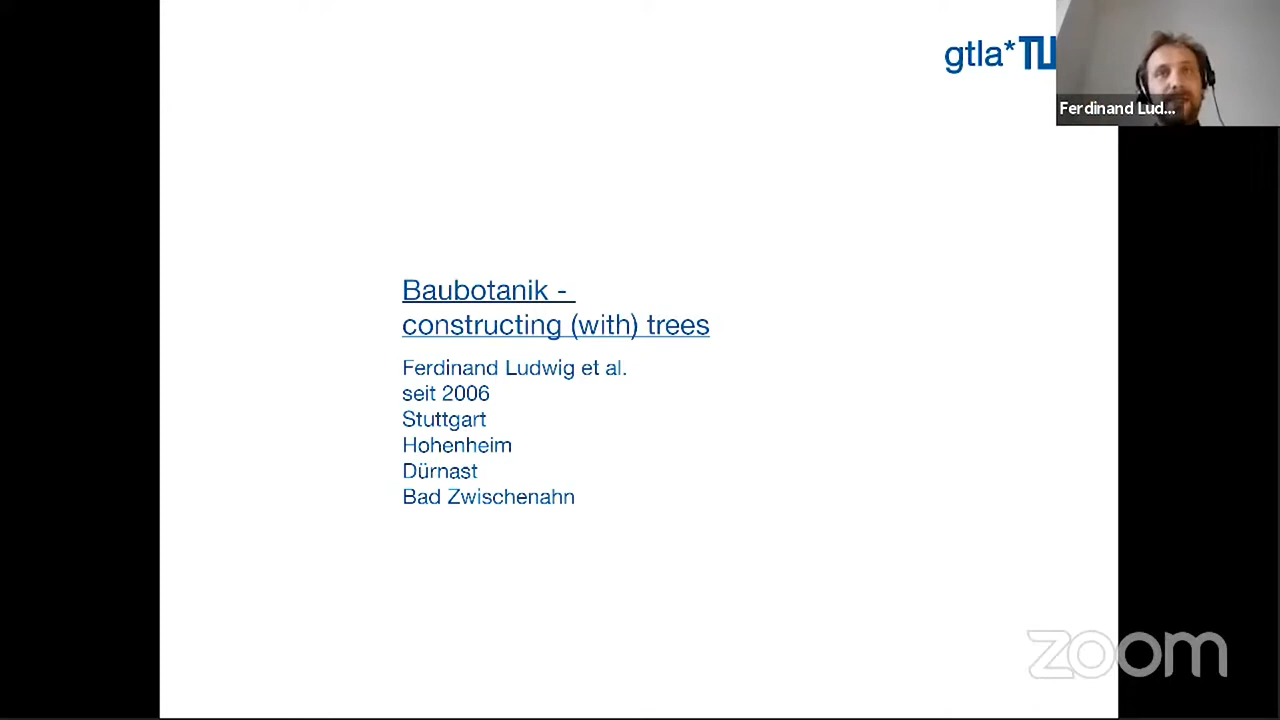 gtla*TU
Ferdinand Lud...
Baubotanik -
constructing (with) trees
Ferdinand Ludwig et al.
seit 2006
Stuttgart
Hohenheim
Dürnast
Bad Zwischenahn
zoom